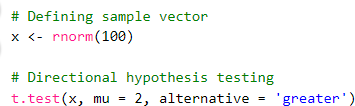 # Defining sample vector
x <- rnorm(100)
# Directional hypothesis testing
t.test(x, mu = 2, alternative = 'greater')